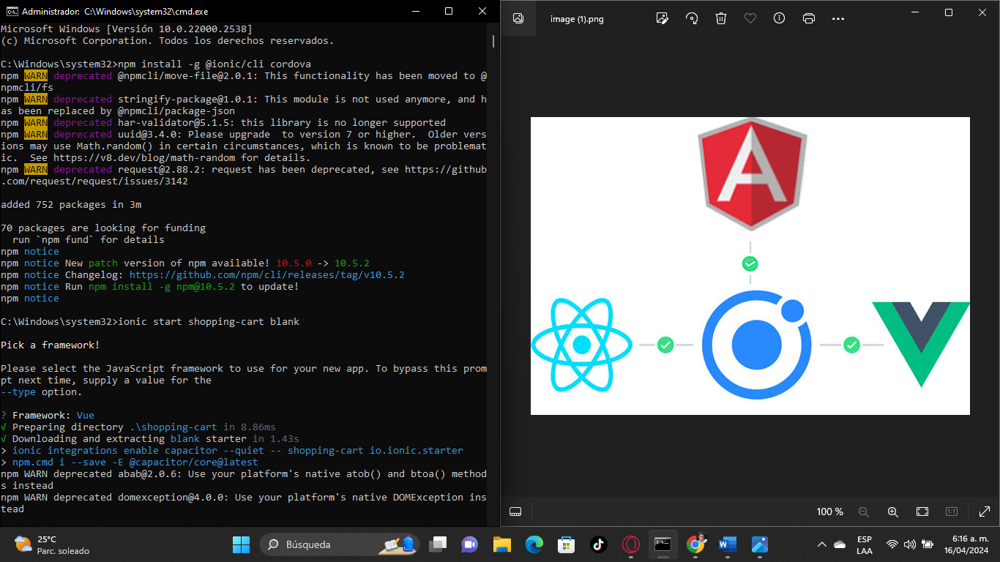 Administrador: C:\Windows\system32\cmd.exe
Microsoft Windows [Versión 10.0.22000.2538]
(c) Microsoft Corporation. Todos los derechos reservados.
C:\Windows\system32>npm install -g @ionic/cli cordova
npm WARN deprecated @npmcli/move-file@2.0.1: This functionality has been moved to @
npmcli/fs
npm WARN deprecated stringify-package@1.0.1: This module is not used anymore, and h
as been replaced by @npmcli/package-json
npm WARN deprecated har-validator@5.1.5: this library is no longer supported
npm WARN deprecated uuid@3.4.0: Please upgrade  to version 7 or higher.  Older vers
ions may use Math.random() in certain circumstances, which is known to be problemat
ic.  See https://v8.dev/blog/math-random for details.
npm WARN deprecated request@2.88.2: request has been deprecated, see https://github
.com/request/request/issues/3142
added 752 packages in 3m
70 packages are looking for funding
  run `npm fund` for details
npm notice
npm notice New patch version of npm available! 10.5.0 -> 10.5.2
npm notice Changelog: https://github.com/npm/cli/releases/tag/v10.5.2
npm notice Run npm install -g npm@10.5.2 to update!
npm notice
C:\Windows\system32>ionic start shopping-cart blank
Pick a framework!
Please select the JavaScript framework to use for your new app. To bypass this prom
pt next time, supply a value for the
--type option.
? Framework: Vue
√ Preparing directory .\shopping-cart in 8.86ms
√ Downloading and extracting blank starter in 1.43s
> ionic integrations enable capacitor --quiet -- shopping-cart io.ionic.starter
> npm.cmd i --save -E @capacitor/core@latest
npm WARN deprecated abab@2.0.6: Use your platform's native atob() and btoa() method
s instead
npm WARN deprecated domexception@4.0.0: Use your platform's native DOMException ins
tead
image (1).png
A
100 %
1:1
25°C
Parc. soleado
Búsqueda
ESP
LAA
6:16 a. m.
16/04/2024